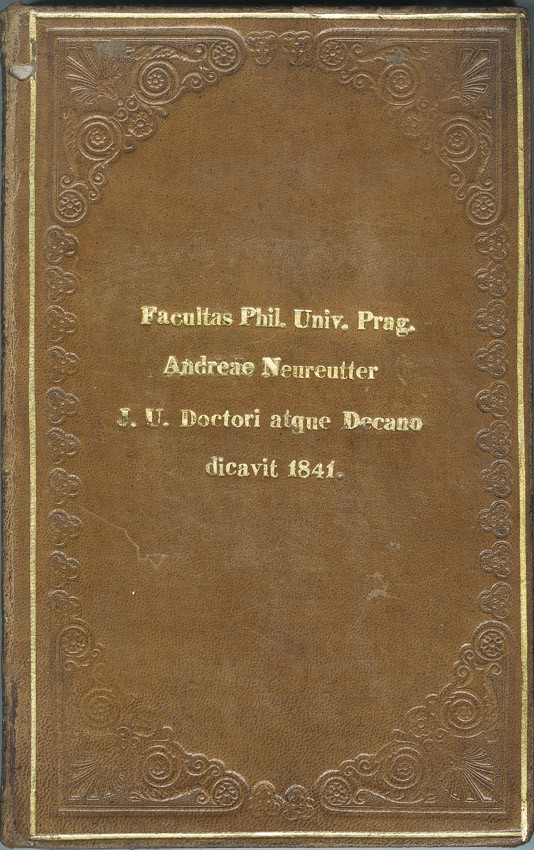 Facultas Phil. Univ. Prag.
Andreae Neureutter
J. U. Doctori atque Decano
dicavit 1841.